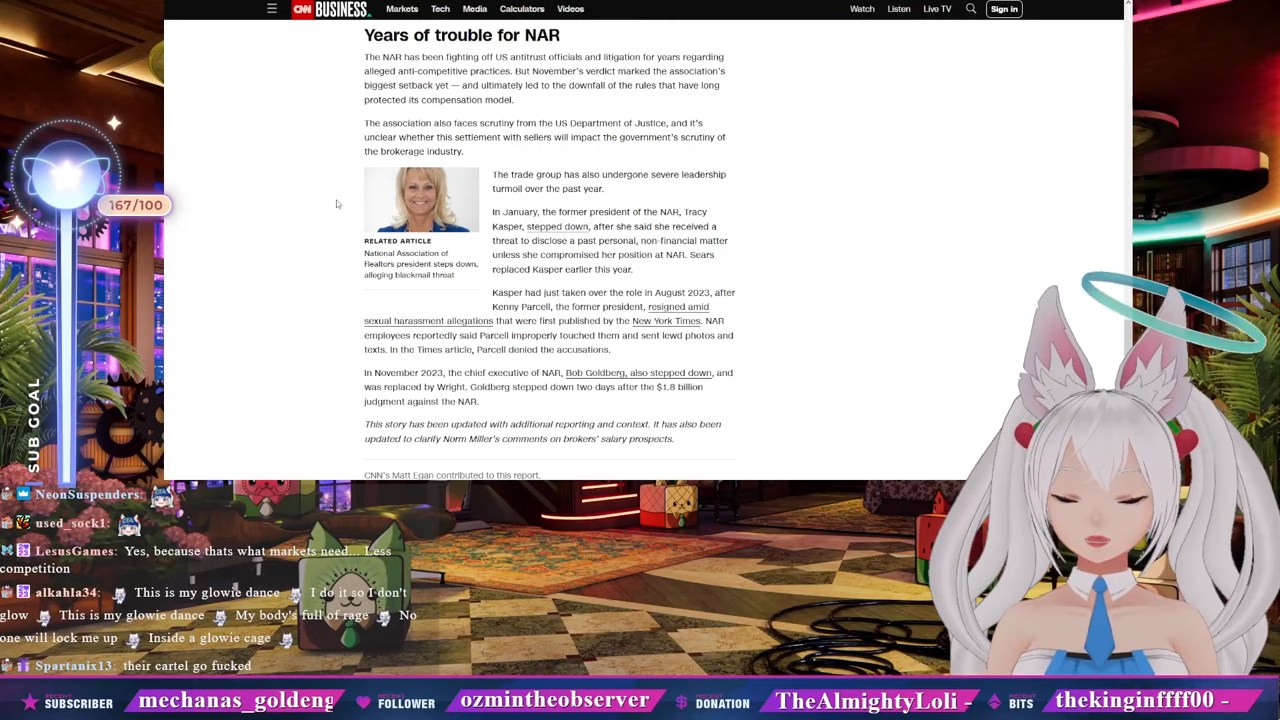 CNN BUSINESS Markets Tech Media Calculators Videos Watch Listen Live TV Sign in
Years of trouble for NAR
The NAR has been fighting off US antitrust officials and litigation for years regarding
alleged anti-competitive practices. But November's verdict marked the association's
biggest setback yet — and ultimately led to the downfall of the rules that have long
protected its compensation model.
The association also faces scrutiny from the US Department of Justice, and it's
unclear whether this settlement with sellers will impact the government's scrutiny of
the brokerage industry.
RELATED ARTICLE
National Association of
Realtors president steps down,
alleging blackmail threat
The trade group has also undergone severe leadership
turmoil over the past year.
In January, the former president of the NAR, Tracy
Kasper, stepped down, after she said she received a
threat to disclose a past personal, non-financial matter
unless she compromised her position at NAR. Sears
replaced Kasper earlier this year.
Kasper had just taken over the role in August 2023, after
Kenny Parcell, the former president, resigned amid
sexual harassment allegations that were first published by the New York Times. NAR
employees reportedly said Parcell improperly touched them and sent lewd photos and
texts. In the Times article, Parcell denied the accusations.
In November 2023, the chief executive of NAR, Bob Goldberg, also stepped down, and
was replaced by Wright. Goldberg stepped down two days after the $1.8 billion
judgment against the NAR.
This story has been updated with additional reporting and context. It has also been
updated to clarify Norm Miller's comments on brokers' salary prospects.
CNN's Matt Egan contributed to this report.
167/100
SUB GOAL
NeonSuspenders:
used_sock1:
LesusGames: Yes, because thats what markets need... Less
competition
alkahla34: This is my glowie dance I do it so I don't
glow This is my glowie dance My body's full of rage No
one will lock me up Inside a glowie cage
Spartanix13: their cartel go fucked
RECENT SUBSCRIBER mechanas_goldeng RECENT FOLLOWER ozmintheobserver RECENT DONATION TheAlmightyLoli - RECENT BITS thekinginffff00 -